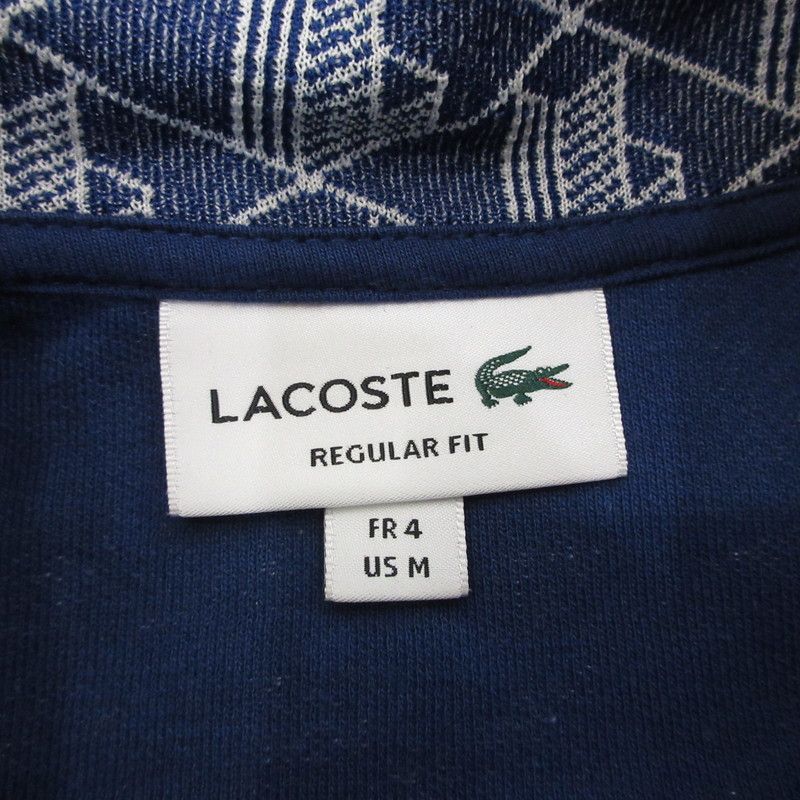 LACOSTE
REGULAR FIT
FR 4
US M